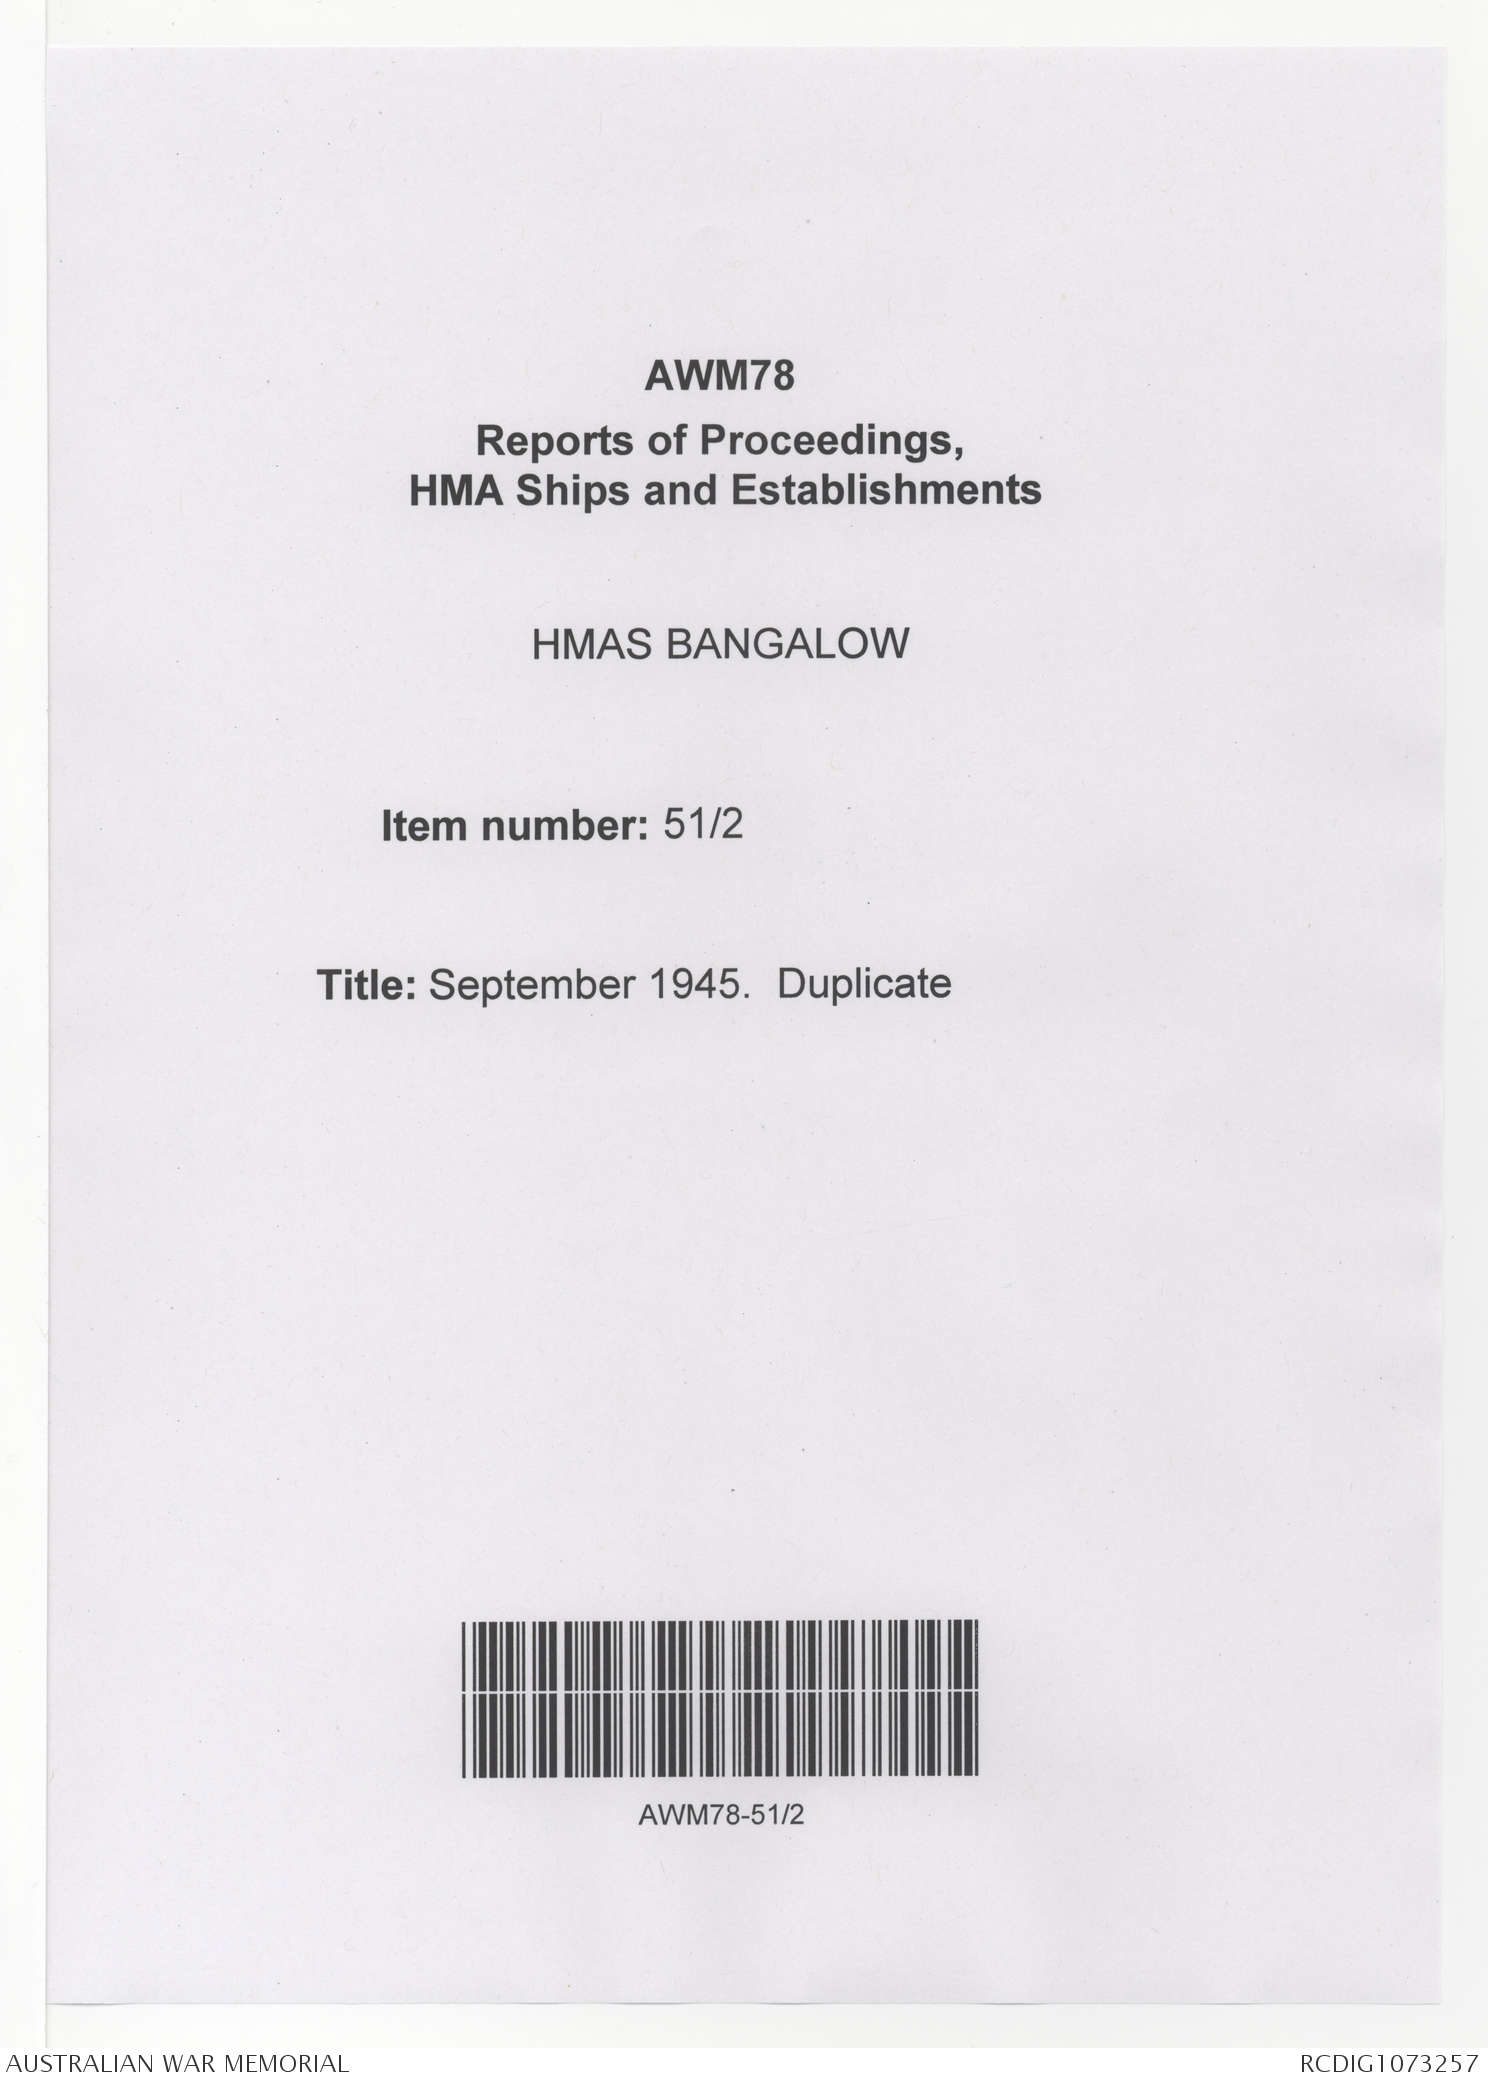 AWM78
Reports of Proceedings,
HMA Ships and Establishments
HMAS BANGALOW
Item number: 51/2
Title: September 1945.  Duplicate
AWM78-51/2
AUSTRALIAN WAR MEMORIAL
RCDIG1073257